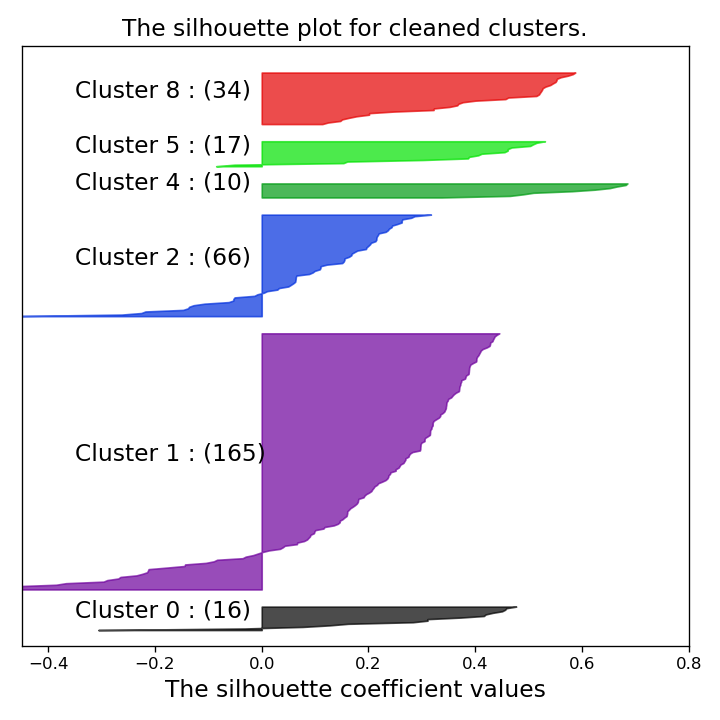 The silhouette plot for cleaned clusters.
Cluster 8 : (34)
Cluster 5 : (17)
Cluster 4 : (10)
Cluster 2 : (66)
Cluster 1 : (165)
Cluster 0 : (16)
−0.4 −0.2 0.0 0.2 0.4 0.6 0.8
The silhouette coefficient values